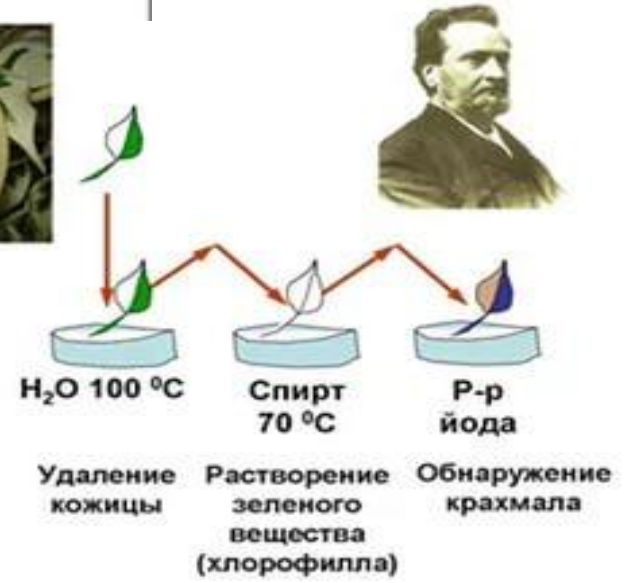 H₂O 100 ⁰C
Спирт
70 ⁰C
Р-р
йода
Удаление
кожицы
Растворение
зеленого
вещества
(хлорофилла)
Обнаружение
крахмала